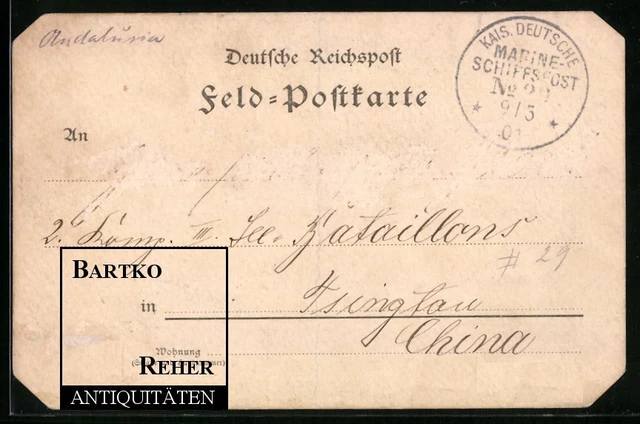 Andalusia
Deutsche Reichspost
Feld=Postkarte
KAIS. DEUTSCHE
MARINE-
SCHIFFSPOST
No 29
9/5
01
An
2. Komp. III. See-Bataillons
# 29
in Tsingtau
China
Wohnung
BARTKO
REHER
ANTIQUITÄTEN